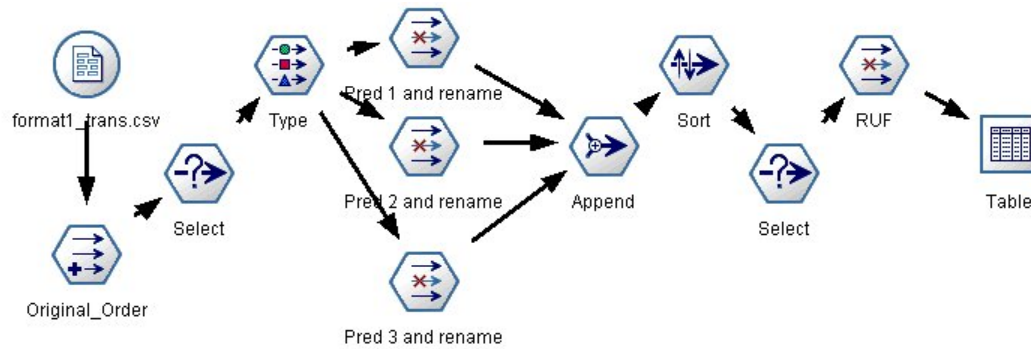 format1_trans.csv
Original_Order
Select
Type
Pred 1 and rename
Pred 2 and rename
Pred 3 and rename
Append
Sort
Select
RUF
Table